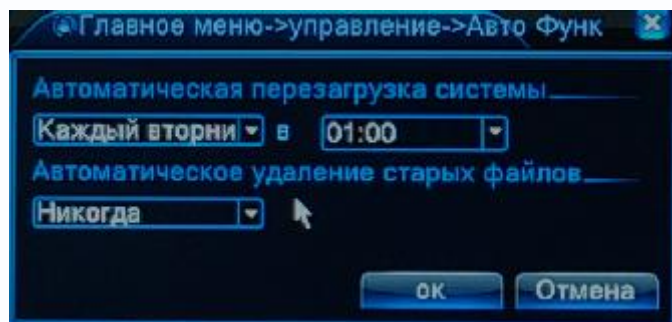 Главное меню->управление->Авто Функ
Автоматическая перезагрузка системы
Каждый вторни в 01:00
Автоматическое удаление старых файлов
Никогда
ок Отмена